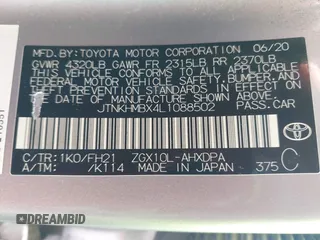 MFD.BY: TOYOTA MOTOR CORPORATION 06/20
GVWR 4320LB GAWR FR 2315LB RR 2370LB
THIS VEHICLE CONFORMS TO ALL APPLICABLE
FEDERAL MOTOR VEHICLE SAFETY, BUMPER, AND
THEFT PREVENTION STANDARDS IN EFFECT ON
THE DATE OF MANUFACTURE SHOWN ABOVE.
JTNKHMBX4L1088502
TOYOTA
C/TR: 1K0/FH21 ZGX10L-AHXDPA
A/TM: /K114 MADE IN JAPAN 375 C
DREAMBID